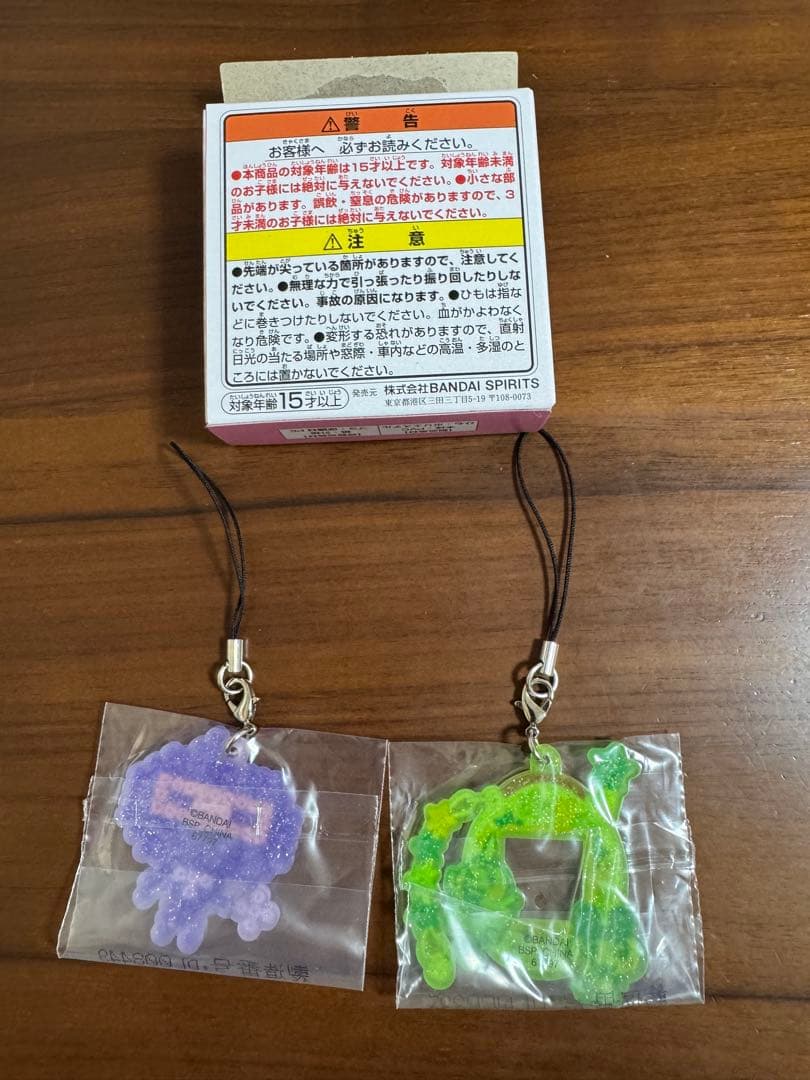 ⚠警告
お客様へ 必ずお読みください。
●本商品の対象年齢は15才以上です。対象年齢未満
のお子様には絶対に与えないでください。●小さな部
品があります。誤飲・窒息の危険がありますので、3
才未満のお子様には絶対に与えないでください。
⚠注意
●先端が尖っている箇所がありますので、注意してく
ださい。●無理な力で引っ張ったり振り回したりしな
いでください。事故の原因になります。●ひもは指な
どに巻きつけたりしないでください。血がかよわなく
なり危険です。●変形する恐れがありますので、直射
日光の当たる場所や窓際・車内などの高温・多湿のと
ころには置かないでください。
対象年齢15才以上 発売元 株式会社BANDAI SPIRITS
東京都港区三田三丁目5-19 〒108-0073
©BANDAI
BSP CHINA
©BANDAI
BSP CHINA